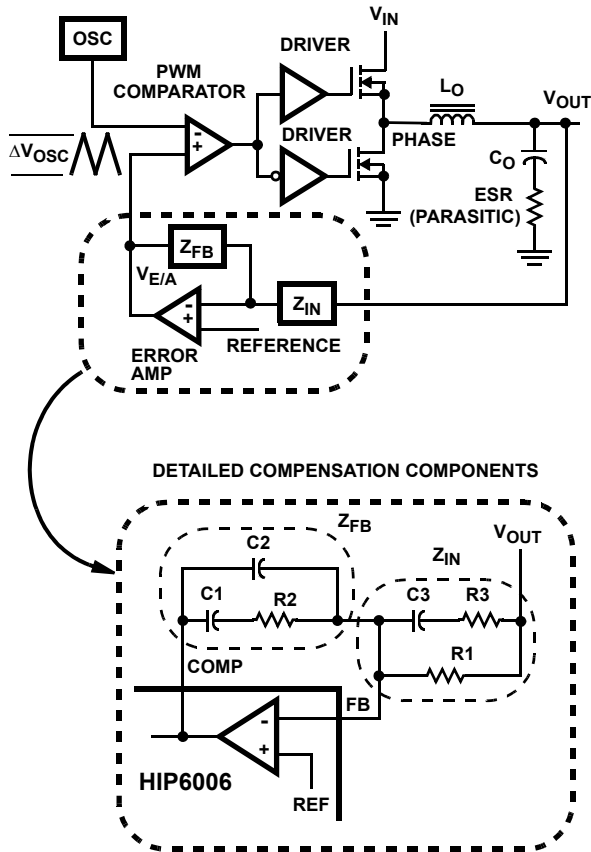 V_IN
OSC
DRIVER
PWM
COMPARATOR
L_O
V_OUT
-
+
DRIVER
PHASE
ΔV_OSC
C_O
ESR
(PARASITIC)
Z_FB
V_E/A
-
+
Z_IN
REFERENCE
ERROR
AMP
DETAILED COMPENSATION COMPONENTS
Z_FB
V_OUT
C2
Z_IN
C1
R2
C3
R3
COMP
R1
FB
-
+
HIP6006
REF